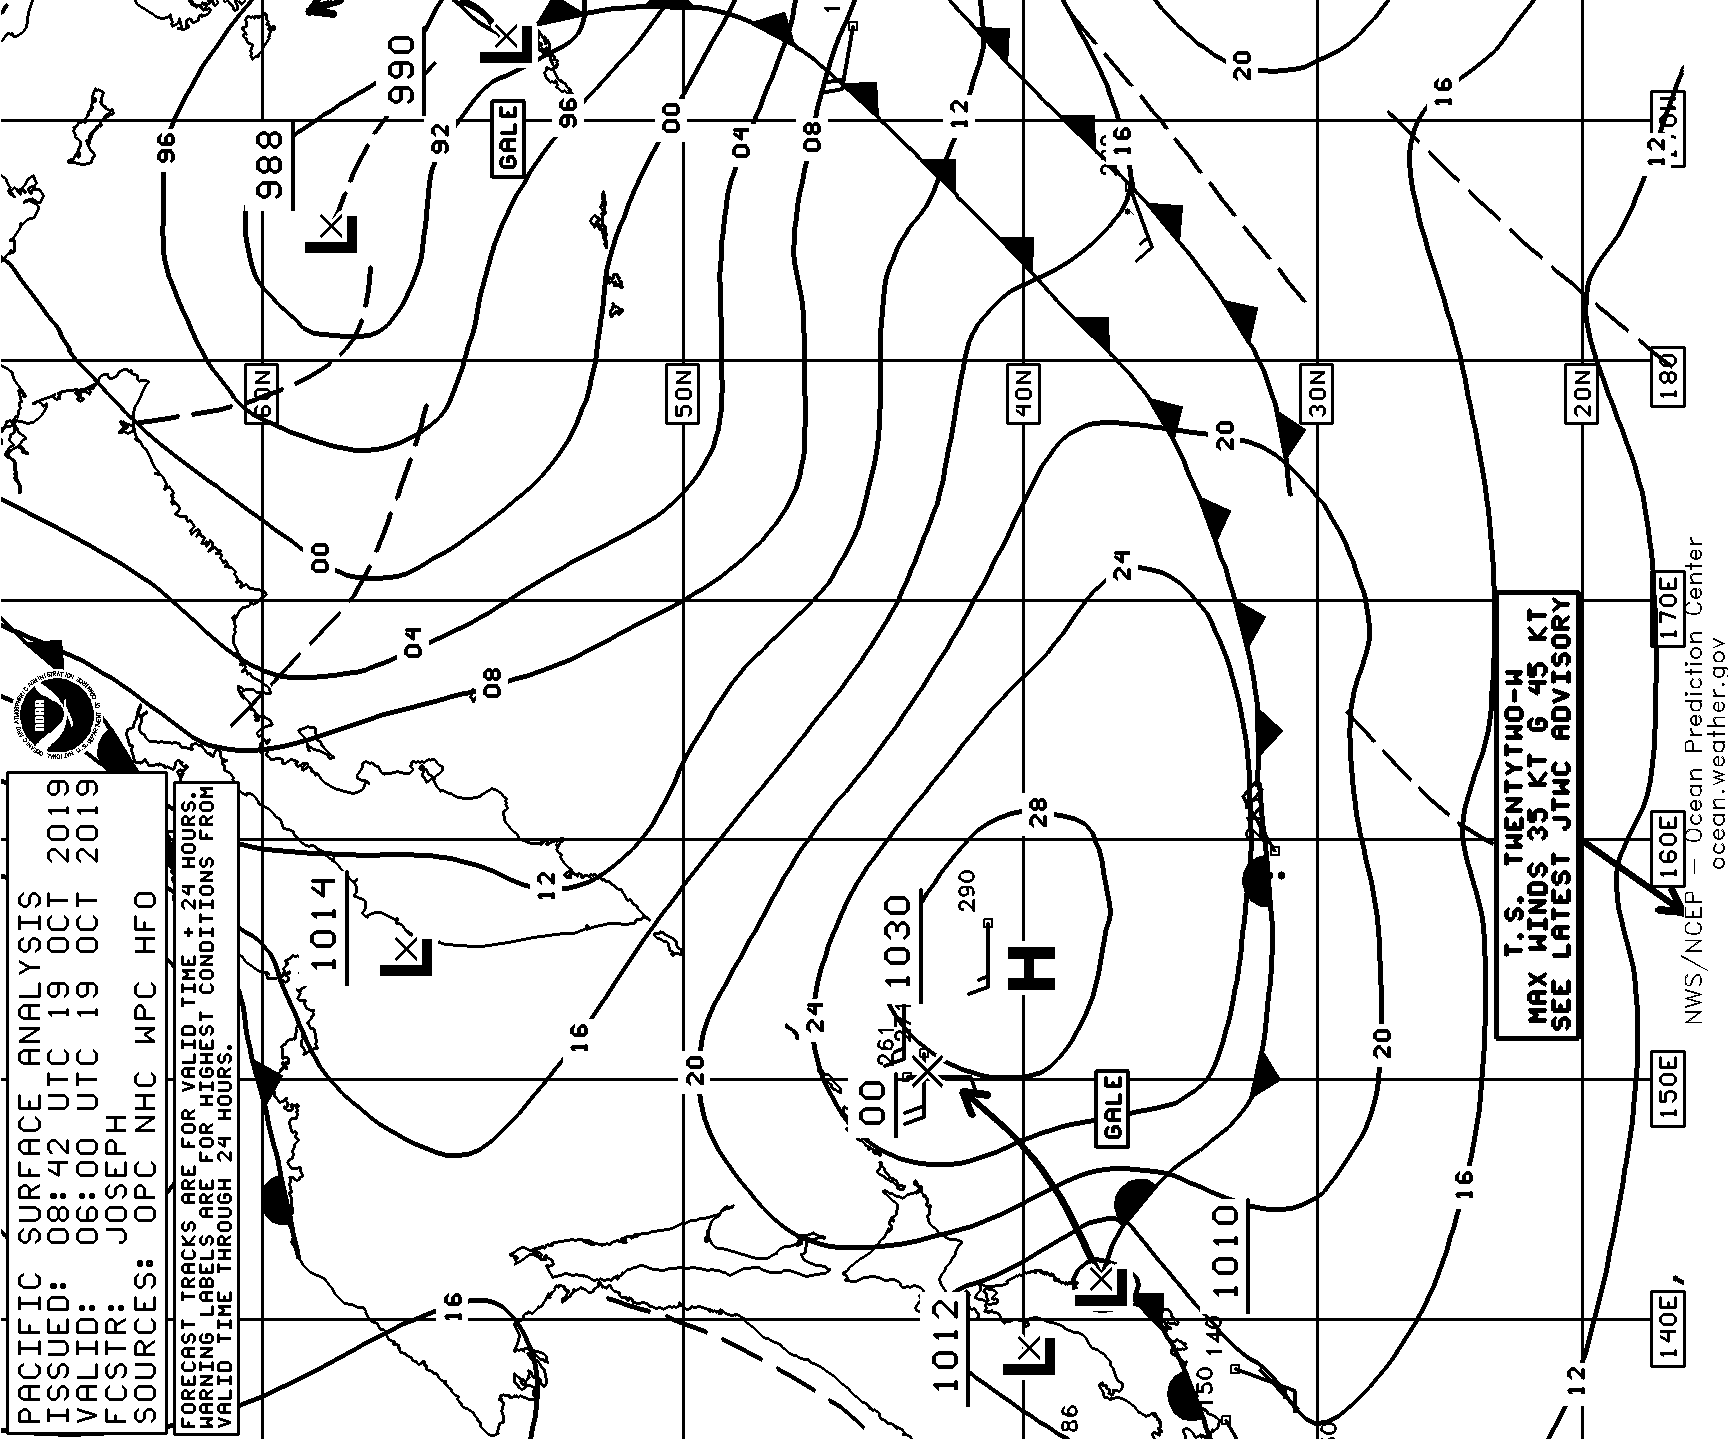 PACIFIC SURFACE ANALYSIS
ISSUED: 08:42 UTC 19 OCT 2019
VALID: 06:00 UTC 19 OCT 2019
FCSTR: JOSEPH
SOURCES: OPC NHC WPC HFO
FORECAST TRACKS ARE FOR VALID TIME + 24 HOURS.
WARNING LABELS ARE FOR HIGHEST CONDITIONS FROM
VALID TIME THROUGH 24 HOURS.
16
1014
L
12
16
20
24
00
261
1030
290
H
28
GALE
1012
L
L
1010
86
150
140
20
16
12
60N
50N
40N
30N
20N
00
04
08
24
20
96
988
L
990
L
92
GALE
96
00
04
08
12
16
20
16
12
1
140E
150E
160E
170E
180
T.S. TWENTYTWO-W
MAX WINDS 35 KT G 45 KT
SEE LATEST JTWC ADVISORY
NWS/NCEP – Ocean Prediction Center
ocean.weather.gov